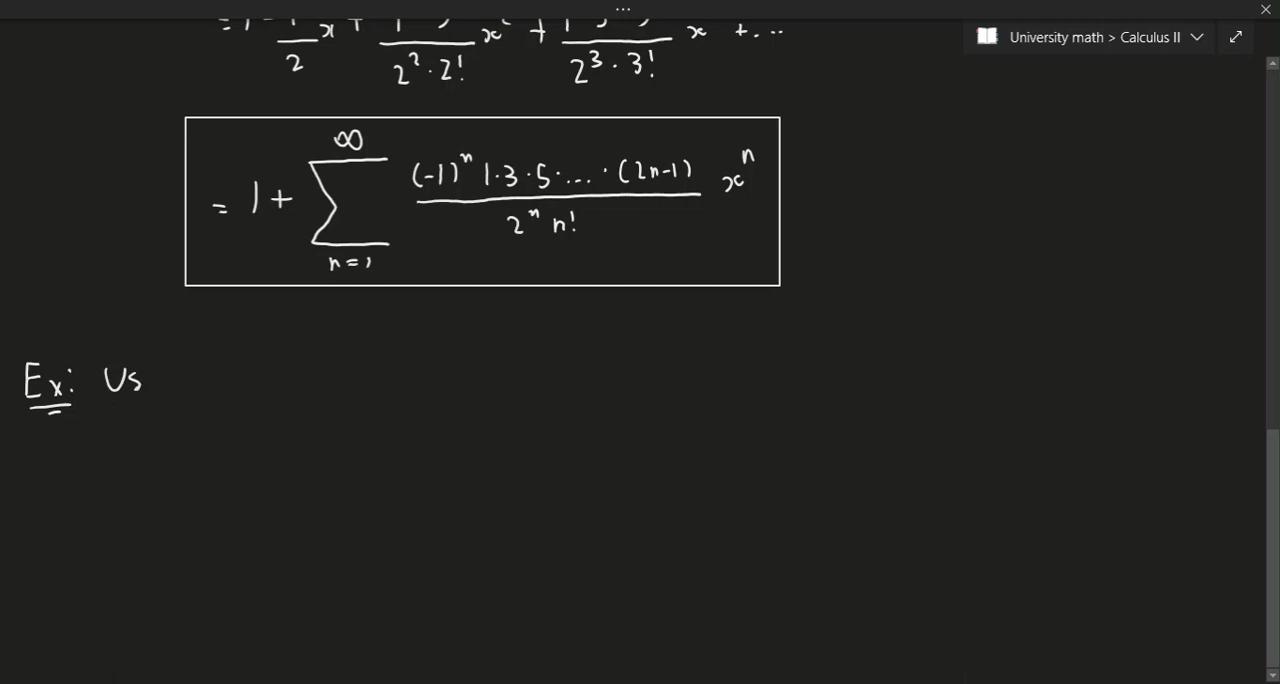 ...
University math > Calculus II
2 x + 2² · 2! x + 2³ · 3! x + ...
= 1 + ∑ n=1 ∞ (-1)ⁿ 1·3·5·...·(2n-1) / 2ⁿ n! xⁿ
Ex: Us